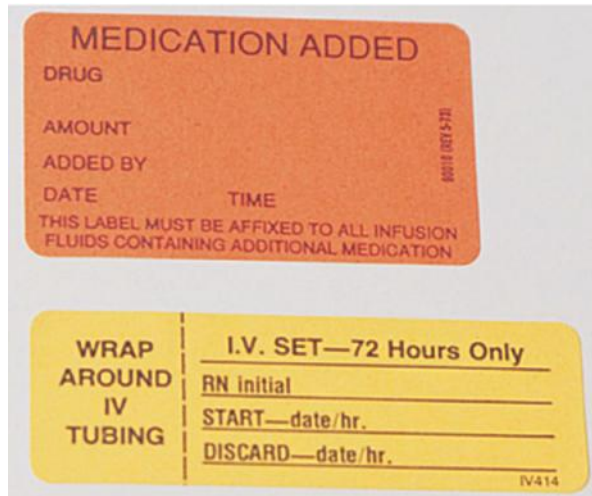 MEDICATION ADDED
DRUG
AMOUNT
ADDED BY
DATE TIME
THIS LABEL MUST BE AFFIXED TO ALL INFUSION
FLUIDS CONTAINING ADDITIONAL MEDICATION
WRAP
AROUND
IV
TUBING
I.V. SET—72 Hours Only
RN initial
START—date/hr.
DISCARD—date/hr.
IV414